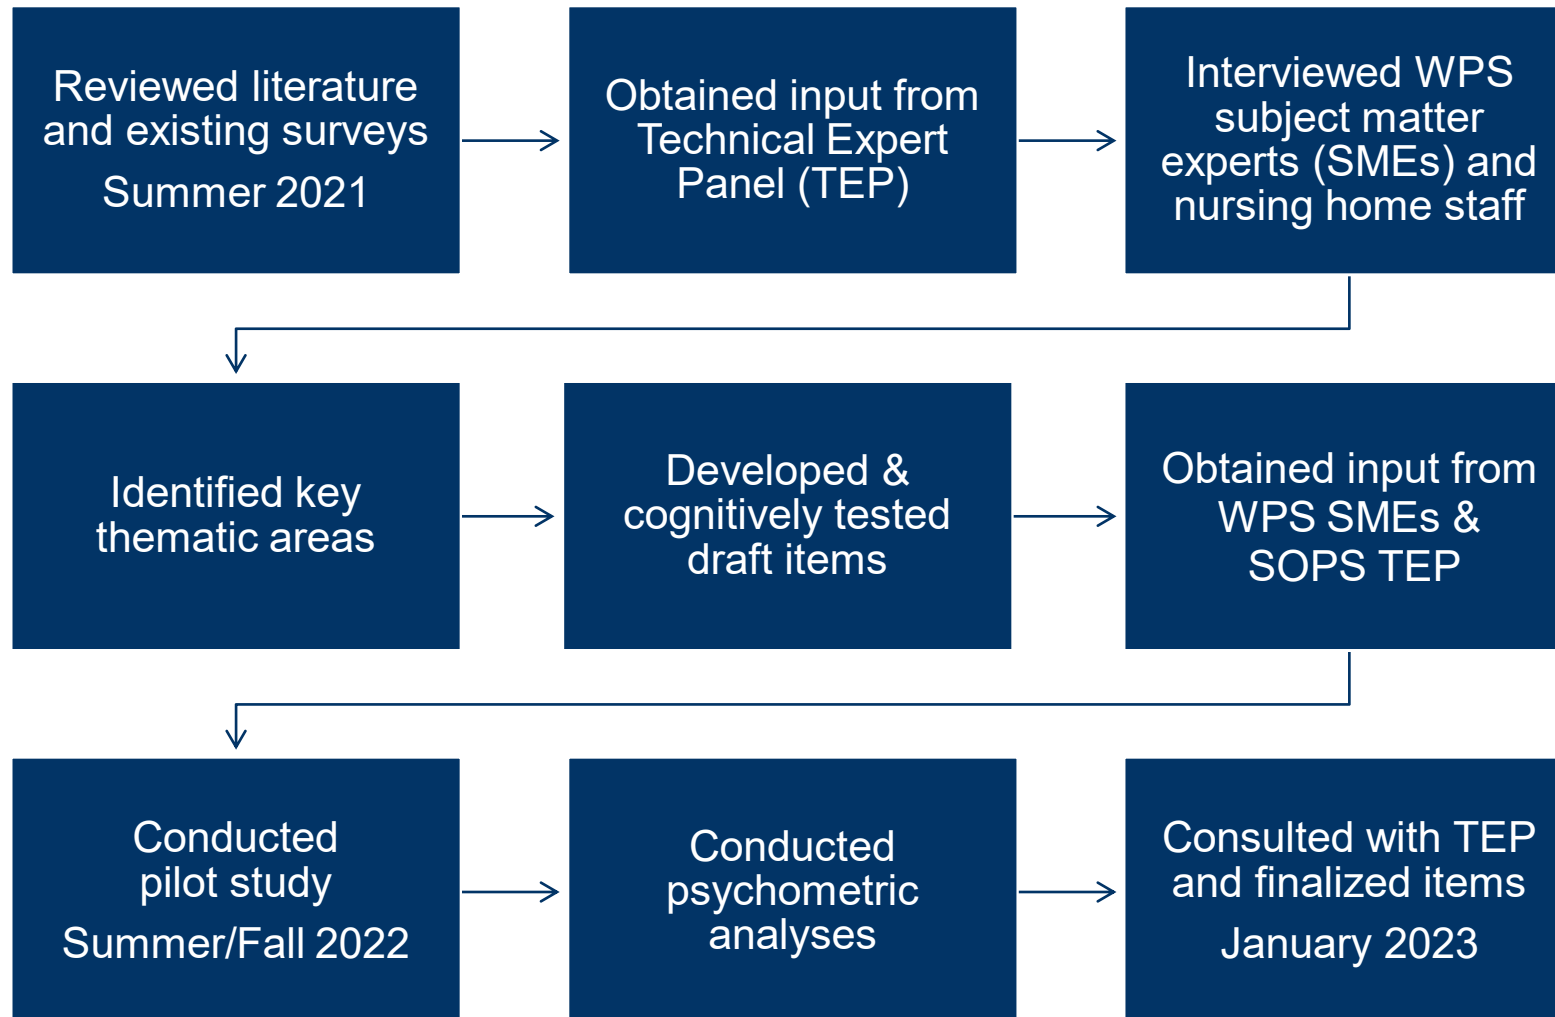 Reviewed literature
and existing surveys
Summer 2021
Obtained input from
Technical Expert
Panel (TEP)
Interviewed WPS
subject matter
experts (SMEs) and
nursing home staff
Identified key
thematic areas
Developed &
cognitively tested
draft items
Obtained input from
WPS SMEs &
SOPS TEP
Conducted
pilot study
Summer/Fall 2022
Conducted
psychometric
analyses
Consulted with TEP
and finalized items
January 2023